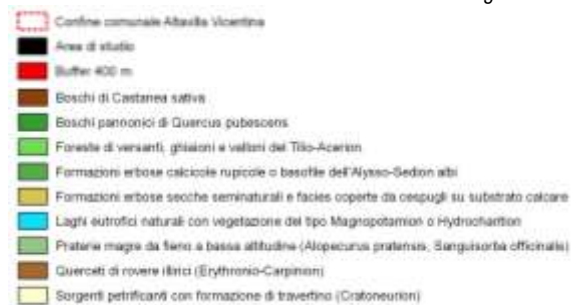 Confine comunale Altavilla Vicentina
Area di studio
Buffer 400 m
Boschi di Castanea sativa
Boschi pannonici di Quercus pubescens
Foreste di versanti, ghiaioni e valloni del Tilio-Acerion
Formazioni erbose calcicole rupicole o basofile dell'Alysso-Sedion albi
Formazioni erbose secche seminaturali e facies coperte da cespugli su substrato calcare
Laghi eutrofici naturali con vegetazione del tipo Magnopotamion o Hydrocharition
Praterie magre da fieno a bassa altitudine (Alopecurus pratensis, Sanguisorba officinalis)
Querceti di rovere illirici (Erythronio-Carpinion)
Sorgenti petrificanti con formazione di travertino (Cratoneurion)